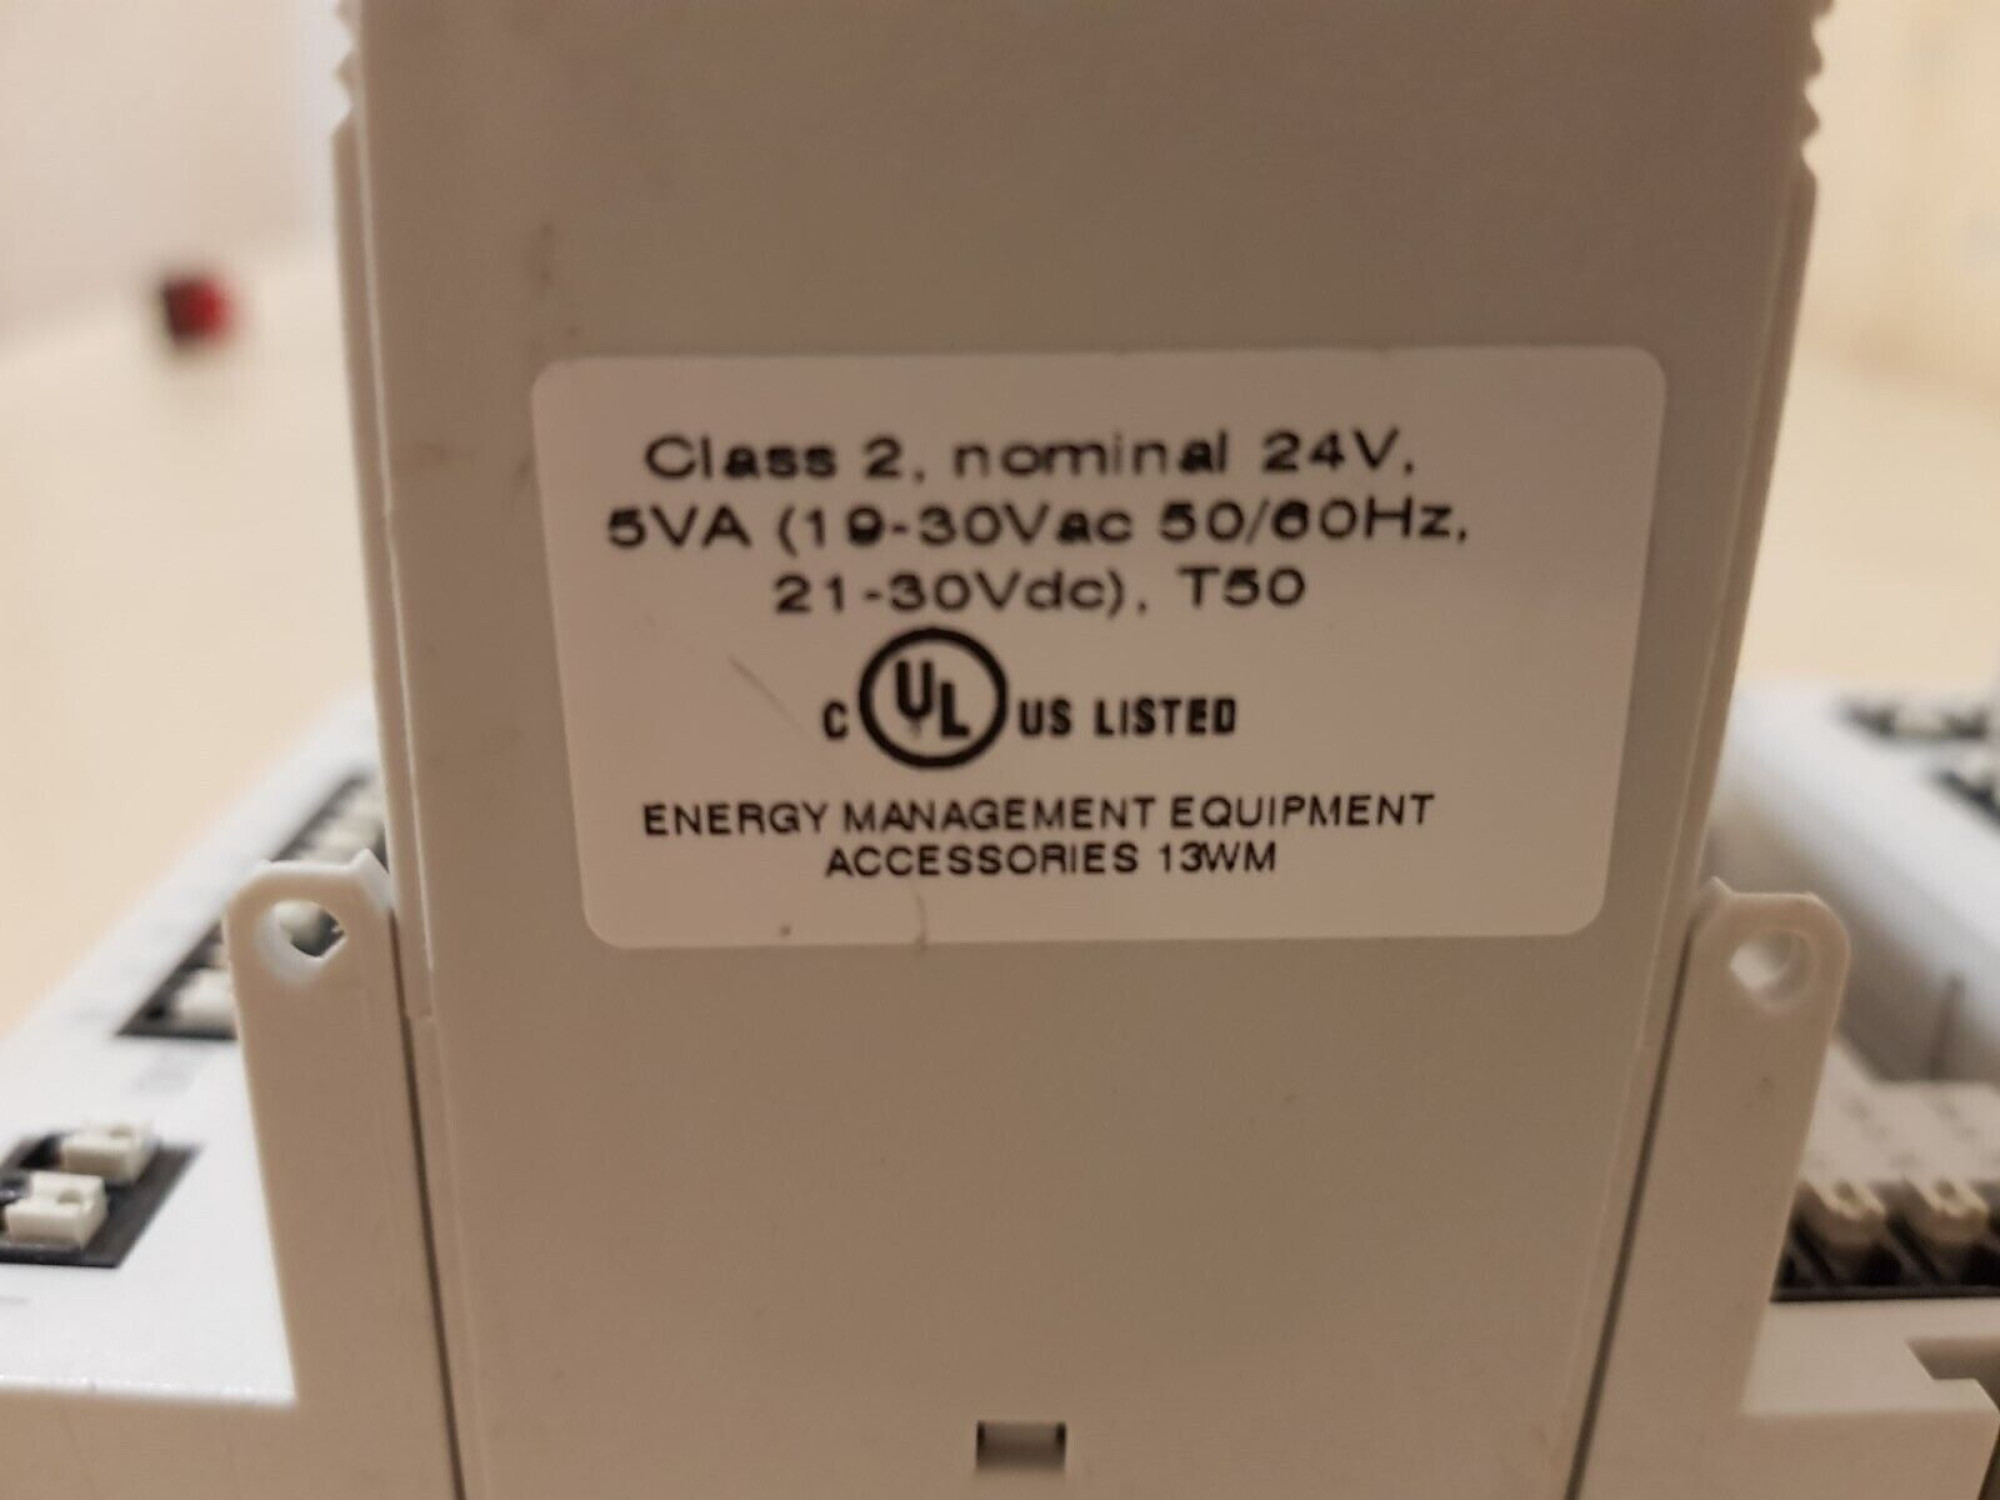 Class 2, nominal 24V,
5VA (19-30Vac 50/60Hz,
21-30Vdc), T50
C UL US LISTED
ENERGY MANAGEMENT EQUIPMENT
ACCESSORIES 13WM